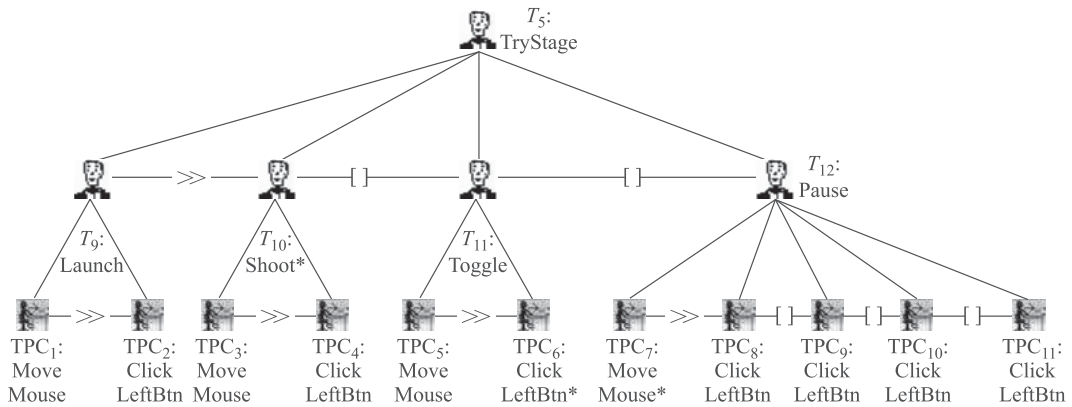 T₅:
TryStage
≫ [ ] [ ] T₁₂:
Pause
T₉:
Launch
T₁₀:
Shoot*
T₁₁:
Toggle
≫ ≫ ≫ ≫ [ ] [ ] [ ]
TPC₁: TPC₂: TPC₃: TPC₄: TPC₅: TPC₆: TPC₇: TPC₈: TPC₉: TPC₁₀: TPC₁₁:
Move Click Move Click Move Click Move Click Click Click Click
Mouse LeftBtn Mouse LeftBtn Mouse LeftBtn* Mouse* LeftBtn LeftBtn LeftBtn LeftBtn